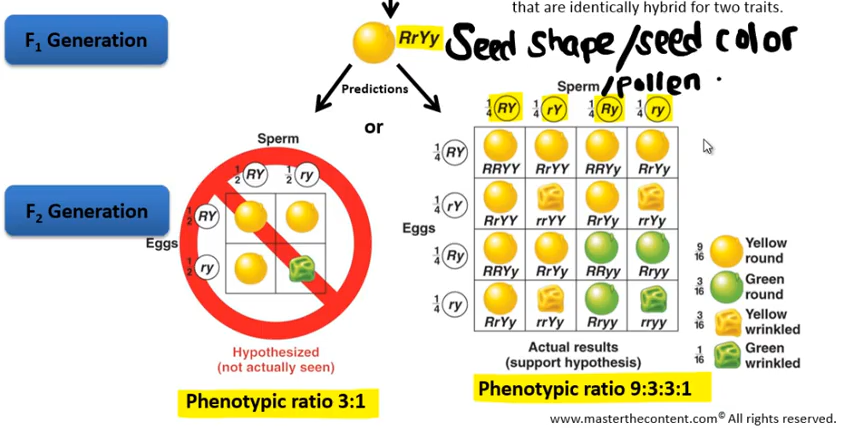 that are identically hybrid for two traits.
F1 Generation
RrYy
Seed shape/seed color
Predictions
or
Sperm
/pollen
Sperm
1/2 RY 1/2 ry
1/4 RY 1/4 rY 1/4 Ry 1/4 ry
F2 Generation
Eggs
1/2 RY
1/2 ry
Eggs
1/4 RY
RRYY RrYY RRYy RrYy
1/4 rY
RrYY rrYY RrYy rrYy
1/4 Ry
RRYy RrYy RRyy Rryy
1/4 ry
RrYy rrYy Rryy rryy
9/16 Yellow round
3/16 Green round
3/16 Yellow wrinkled
1/16 Green wrinkled
Hypothesized
(not actually seen)
Actual results
(support hypothesis)
Phenotypic ratio 3:1
Phenotypic ratio 9:3:3:1
www.masterthecontent.com© All rights reserved.